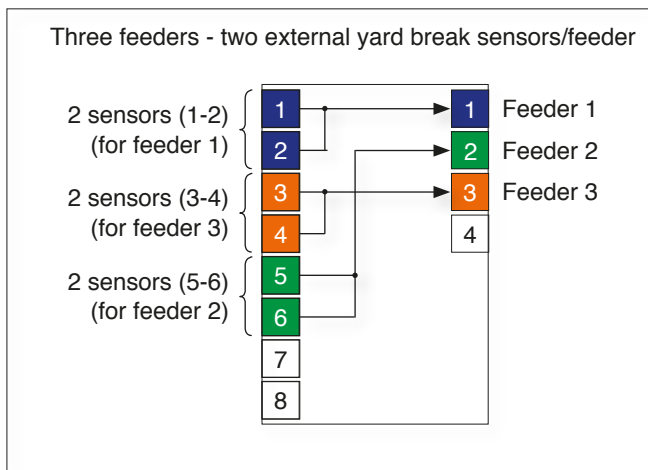 Three feeders - two external yard break sensors/feeder
2 sensors (1-2)
(for feeder 1)
2 sensors (3-4)
(for feeder 3)
2 sensors (5-6)
(for feeder 2)
1
2
3
4
5
6
7
8
1 Feeder 1
2 Feeder 2
3 Feeder 3
4